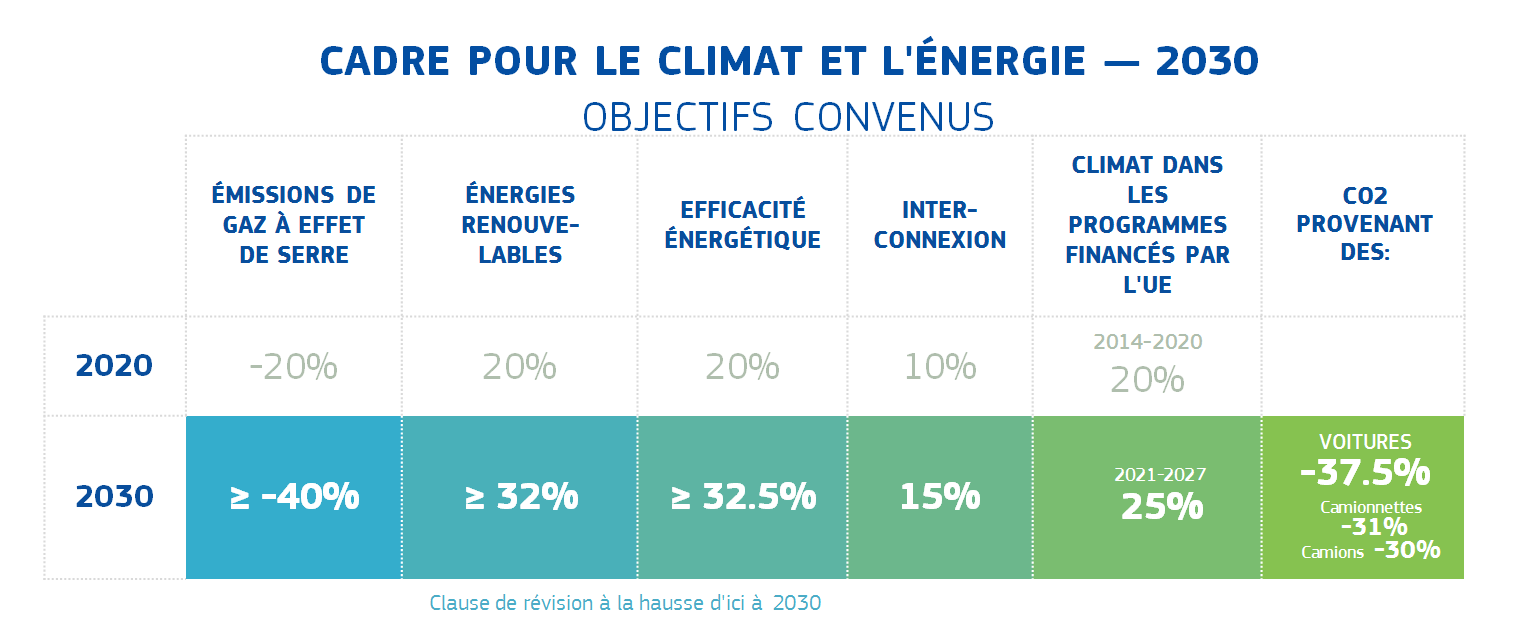 CADRE POUR LE CLIMAT ET L'ÉNERGIE — 2030
OBJECTIFS CONVENUS
ÉMISSIONS DE
GAZ À EFFET
DE SERRE
ÉNERGIES
RENOUVE-
LABLES
EFFICACITÉ
ÉNERGÉTIQUE
INTER-
CONNEXION
CLIMAT DANS
LES
PROGRAMMES
FINANCÉS PAR
L'UE
CO2
PROVENANT
DES:
2020
-20%
20%
20%
10%
2014-2020
20%
2030
≥ -40%
≥ 32%
≥ 32.5%
15%
2021-2027
25%
VOITURES
-37.5%
Camionnettes
-31%
Camions -30%
Clause de révision à la hausse d'ici à 2030